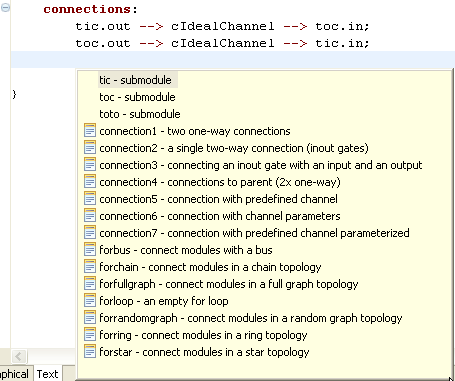 connections:
tic.out --> cIdealChannel --> toc.in;
toc.out --> cIdealChannel --> tic.in;
tic - submodule
toc - submodule
toto - submodule
connection1 - two one-way connections
connection2 - a single two-way connection (inout gates)
connection3 - connecting an inout gate with an input and an output
connection4 - connections to parent (2x one-way)
connection5 - connection with predefined channel
connection6 - connection with channel parameters
connection7 - connection with predefined channel parameterized
forbus - connect modules with a bus
forchain - connect modules in a chain topology
forfullgraph - connect modules in a full graph topology
forloop - an empty for loop
forrandomgraph - connect modules in a random graph topology
forring - connect modules in a ring topology
forstar - connect modules in a star topology
}
phical Text